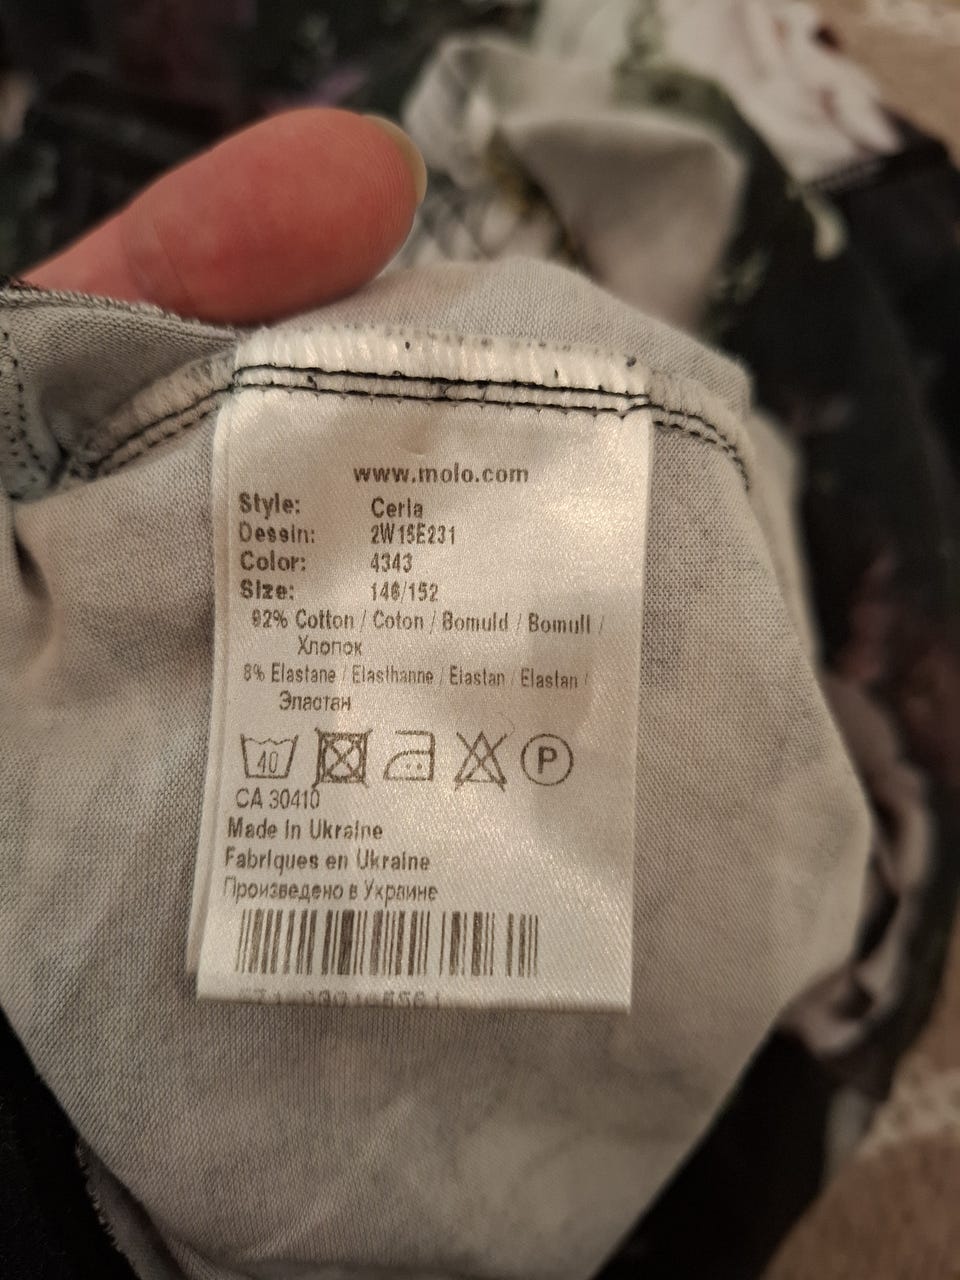 www.molo.com
Style: Cerla
Dessin: 2W15E231
Color: 4343
Size: 146/152
92% Cotton / Coton / Bomuld / Bomull /
Хлопок
8% Elastane / Elasthanne / Elastan / Elastan /
Эластан
40 P
CA 30410
Made in Ukraine
Fabriques en Ukraine
Произведено в Украине